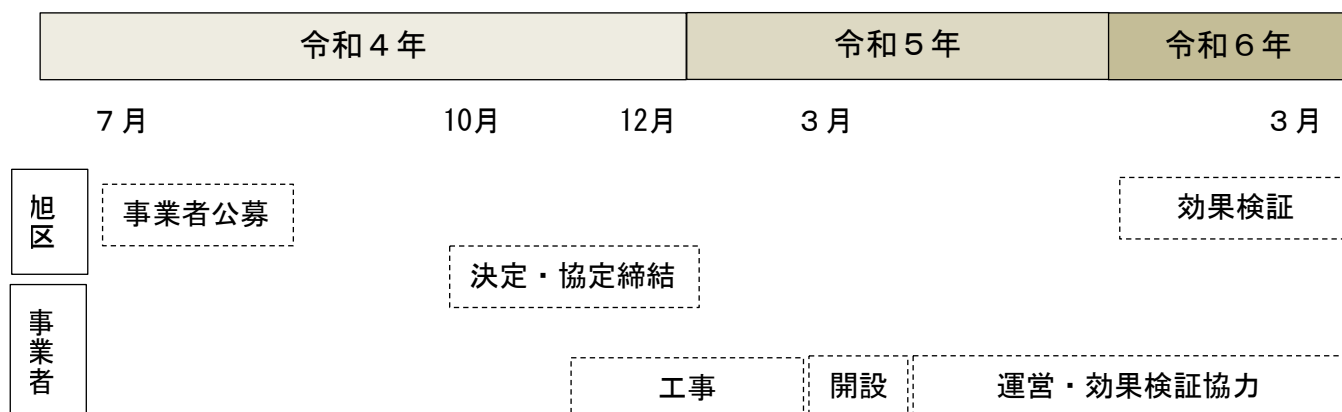 令和４年 令和５年 令和６年
７月 10月 12月 ３月 ３月
旭区
事業者公募 効果検証
決定・協定締結
事業者
工事 開設 運営・効果検証協力